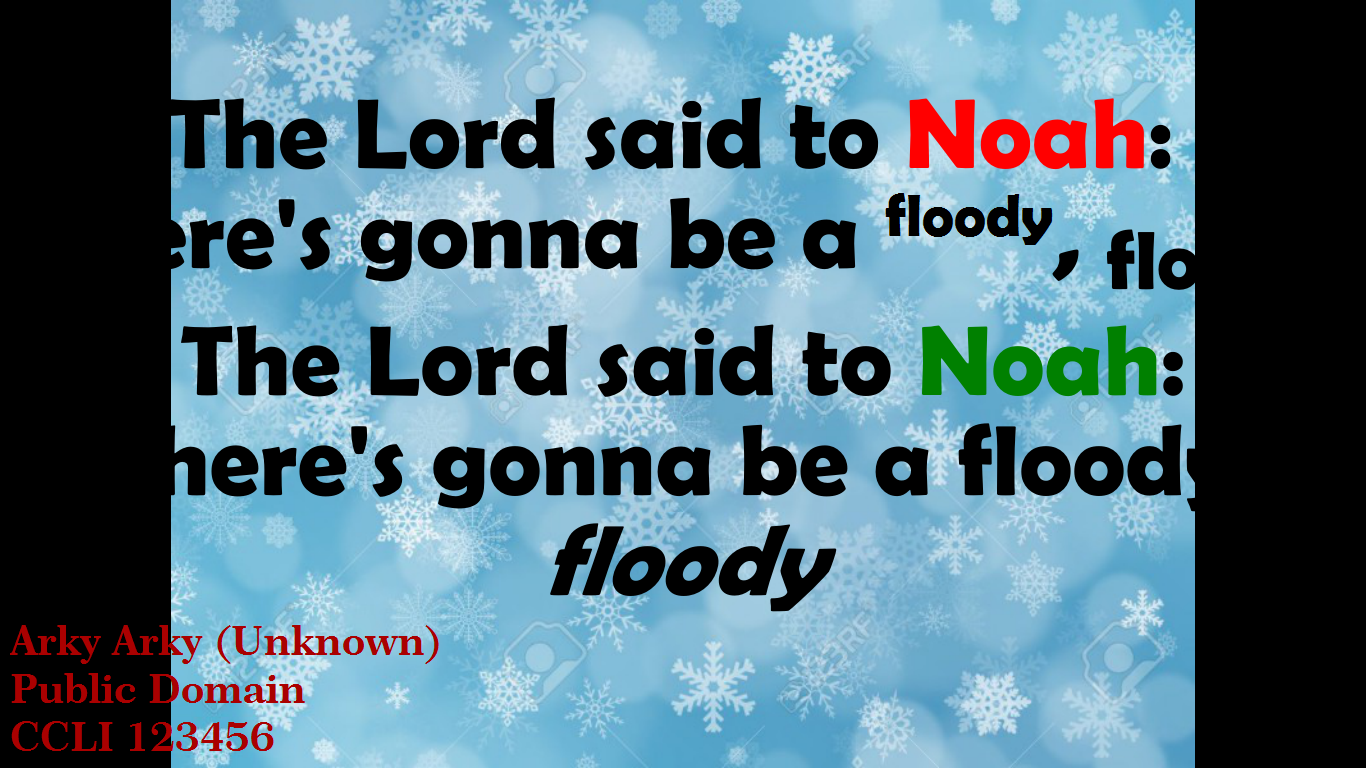 The Lord said to Noah:
ere's gonna be a floody, flo
The Lord said to Noah:
here's gonna be a floody
floody
Arky Arky (Unknown)
Public Domain
CCLI 123456